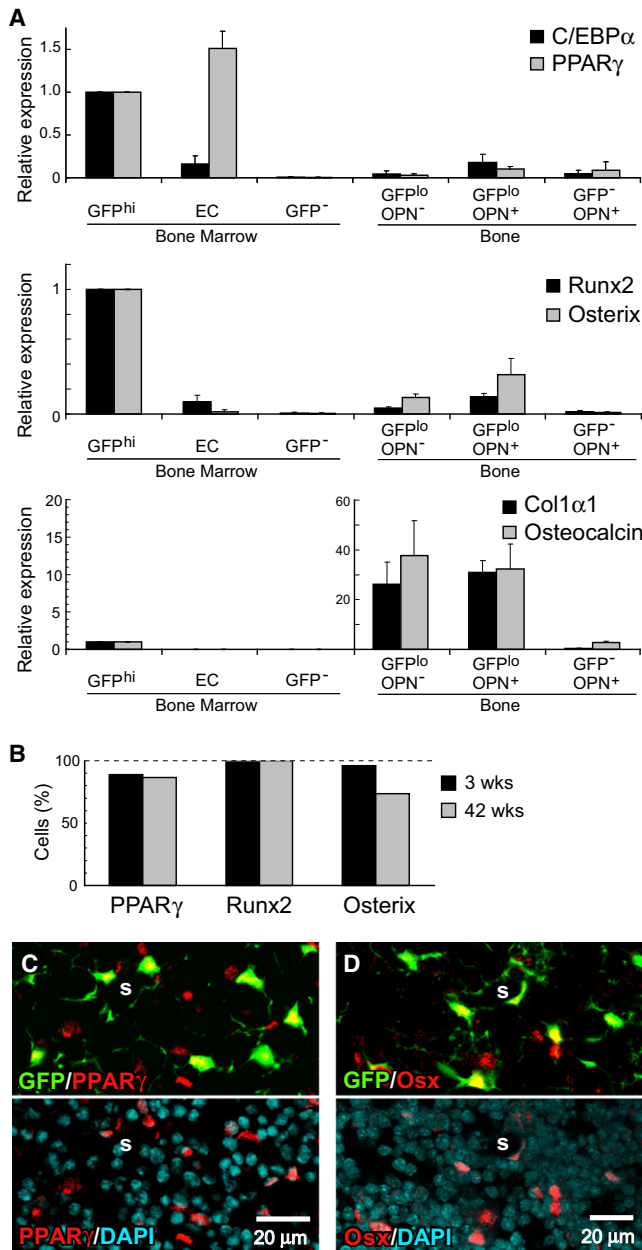 A
C/EBPα
PPARγ
Relative expression
1.5
1
0.5
0
GFPhi EC GFP- GFPlo OPN- GFPlo OPN+ GFP- OPN+
Bone Marrow Bone
Runx2
Osterix
Relative expression
1
0
GFPhi EC GFP- GFPlo OPN- GFPlo OPN+ GFP- OPN+
Bone Marrow Bone
Col1α1
Osteocalcin
Relative expression
20
15
10
5
1
0
60
40
20
GFPhi EC GFP- GFPlo OPN- GFPlo OPN+ GFP- OPN+
Bone Marrow Bone
B
Cells (%)
100
50
0
3 wks
42 wks
PPARγ Runx2 Osterix
C
s
GFP/PPARγ
s
PPARγ/DAPI
20 µm
D
s
GFP/Osx
s
Osx/DAPI
20 µm